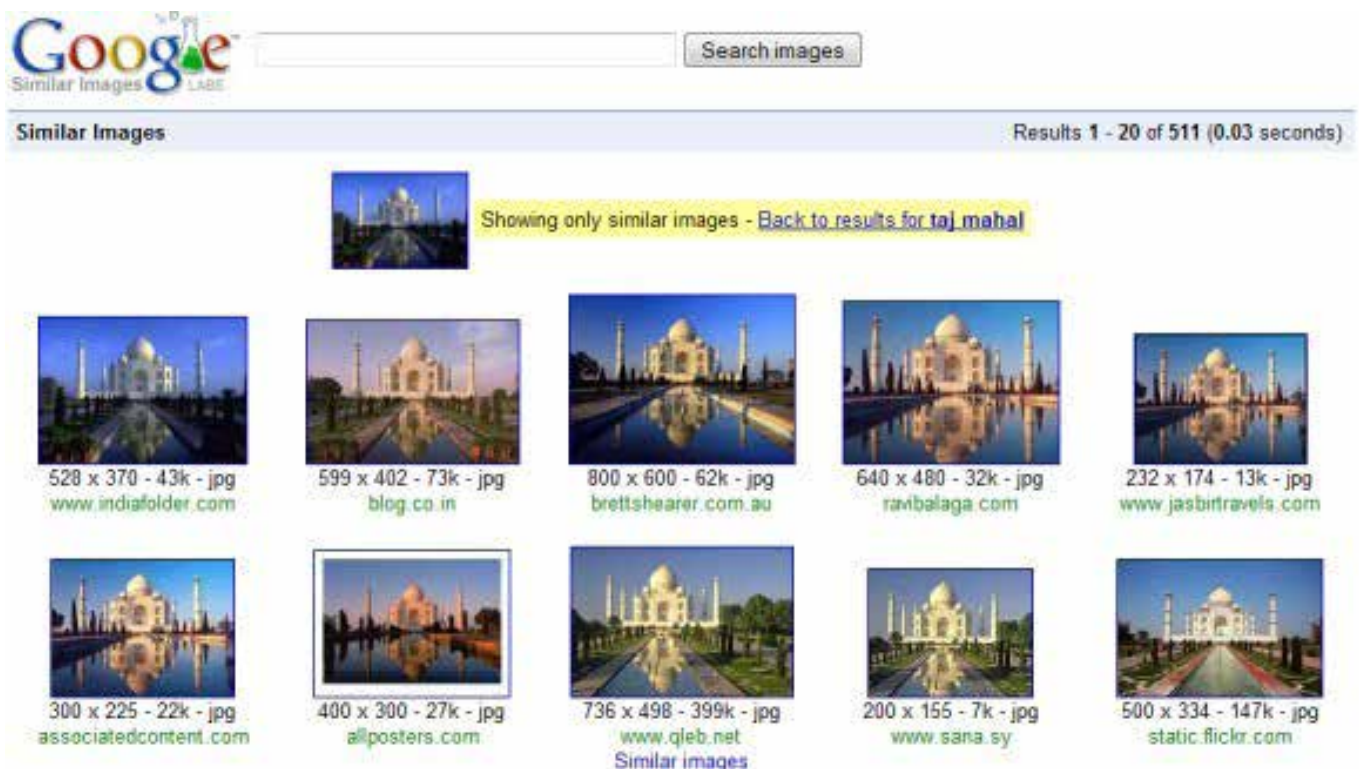 Google
Similar Images LABS
Search images
Similar Images
Results 1 - 20 of 511 (0.03 seconds)
Showing only similar images - Back to results for taj mahal
528 x 370 - 43k - jpg
www.indiafolder.com
599 x 402 - 73k - jpg
blog.co.in
800 x 600 - 62k - jpg
brettshearer.com.au
640 x 480 - 32k - jpg
ravibalaga.com
232 x 174 - 13k - jpg
www.jasbirtravels.com
300 x 225 - 22k - jpg
associatedcontent.com
400 x 300 - 27k - jpg
allposters.com
736 x 498 - 399k - jpg
www.qleb.net
Similar images
200 x 155 - 7k - jpg
www.sana.sy
500 x 334 - 147k - jpg
static.flickr.com